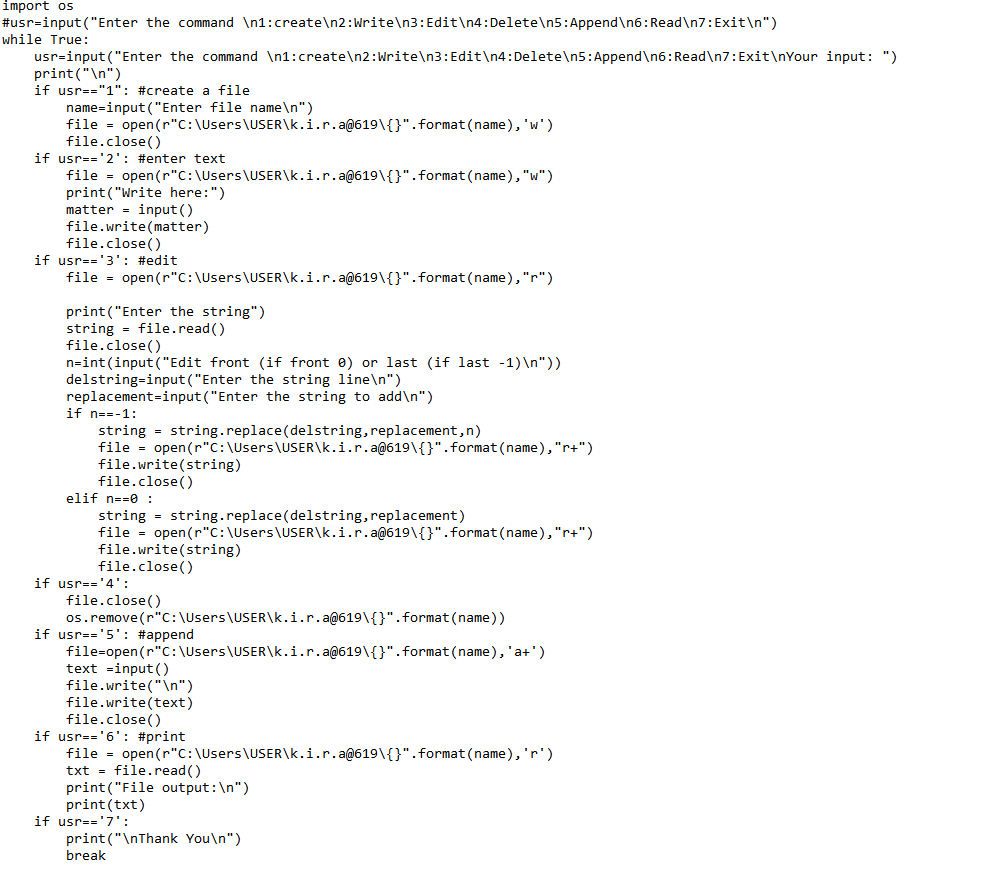 import os
#usr=input("Enter the command \n1:create\n2:Write\n3:Edit\n4:Delete\n5:Append\n6:Read\n7:Exit\n")
while True:
    usr=input("Enter the command \n1:create\n2:Write\n3:Edit\n4:Delete\n5:Append\n6:Read\n7:Exit\nYour input: ")
    print("\n")
    if usr=="1": #create a file
        name=input("Enter file name\n")
        file = open(r"C:\Users\USER\k.i.r.a@619\{}".format(name),'w')
        file.close()
    if usr=='2': #enter text
        file = open(r"C:\Users\USER\k.i.r.a@619\{}".format(name),"w")
        print("Write here:")
        matter = input()
        file.write(matter)
        file.close()
    if usr=='3': #edit
        file = open(r"C:\Users\USER\k.i.r.a@619\{}".format(name),"r")

        print("Enter the string")
        string = file.read()
        file.close()
        n=int(input("Edit front (if front 0) or last (if last -1)\n"))
        delstring=input("Enter the string line\n")
        replacement=input("Enter the string to add\n")
        if n==-1:
            string = string.replace(delstring,replacement,n)
            file = open(r"C:\Users\USER\k.i.r.a@619\{}".format(name),"r+")
            file.write(string)
            file.close()
        elif n==0 :
            string = string.replace(delstring,replacement)
            file = open(r"C:\Users\USER\k.i.r.a@619\{}".format(name),"r+")
            file.write(string)
            file.close()
    if usr=='4':
        file.close()
        os.remove(r"C:\Users\USER\k.i.r.a@619\{}".format(name))
    if usr=='5': #append
        file=open(r"C:\Users\USER\k.i.r.a@619\{}".format(name),'a+')
        text =input()
        file.write("\n")
        file.write(text)
        file.close()
    if usr=='6': #print
        file = open(r"C:\Users\USER\k.i.r.a@619\{}".format(name),'r')
        txt = file.read()
        print("File output:\n")
        print(txt)
    if usr=='7':
        print("\nThank You\n")
        break